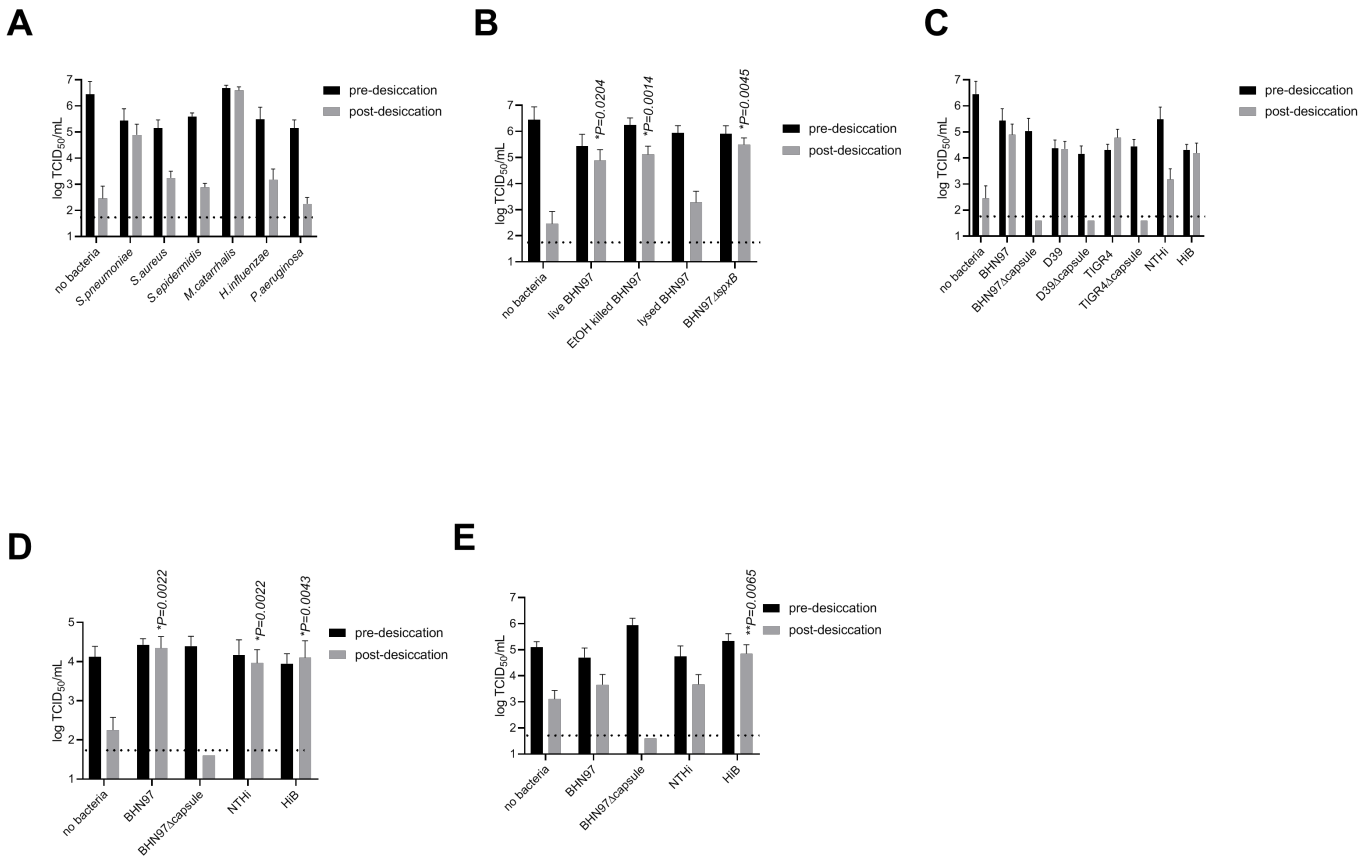 A
7
6
5
4
3
2
1
log TCID50/mL
pre-desiccation
post-desiccation
no bacteria
S.pneumoniae
S.aureus
S.epidermidis
M.catarrhalis
H.influenzae
P.aeruginosa
B
7
6
5
4
3
2
1
log TCID50/mL
*P=0.0204
*P=0.0014
*P=0.0045
pre-desiccation
post-desiccation
no bacteria
live BHN97
EtOH killed BHN97
lysed BHN97
BHN97ΔspxB
C
7
6
5
4
3
2
1
log TCID50/mL
pre-desiccation
post-desiccation
no bacteria
BHN97
BHN97Δcapsule
D39
D39Δcapsule
TIGR4
TIGR4Δcapsule
NTHi
HiB
D
5
4
3
2
1
log TCID50/mL
*P=0.0022
*P=0.0022
*P=0.0043
pre-desiccation
post-desiccation
no bacteria
BHN97
BHN97Δcapsule
NTHi
HiB
E
7
6
5
4
3
2
1
log TCID50/mL
**P=0.0065
pre-desiccation
post-desiccation
no bacteria
BHN97
BHN97Δcapsule
NTHi
HiB